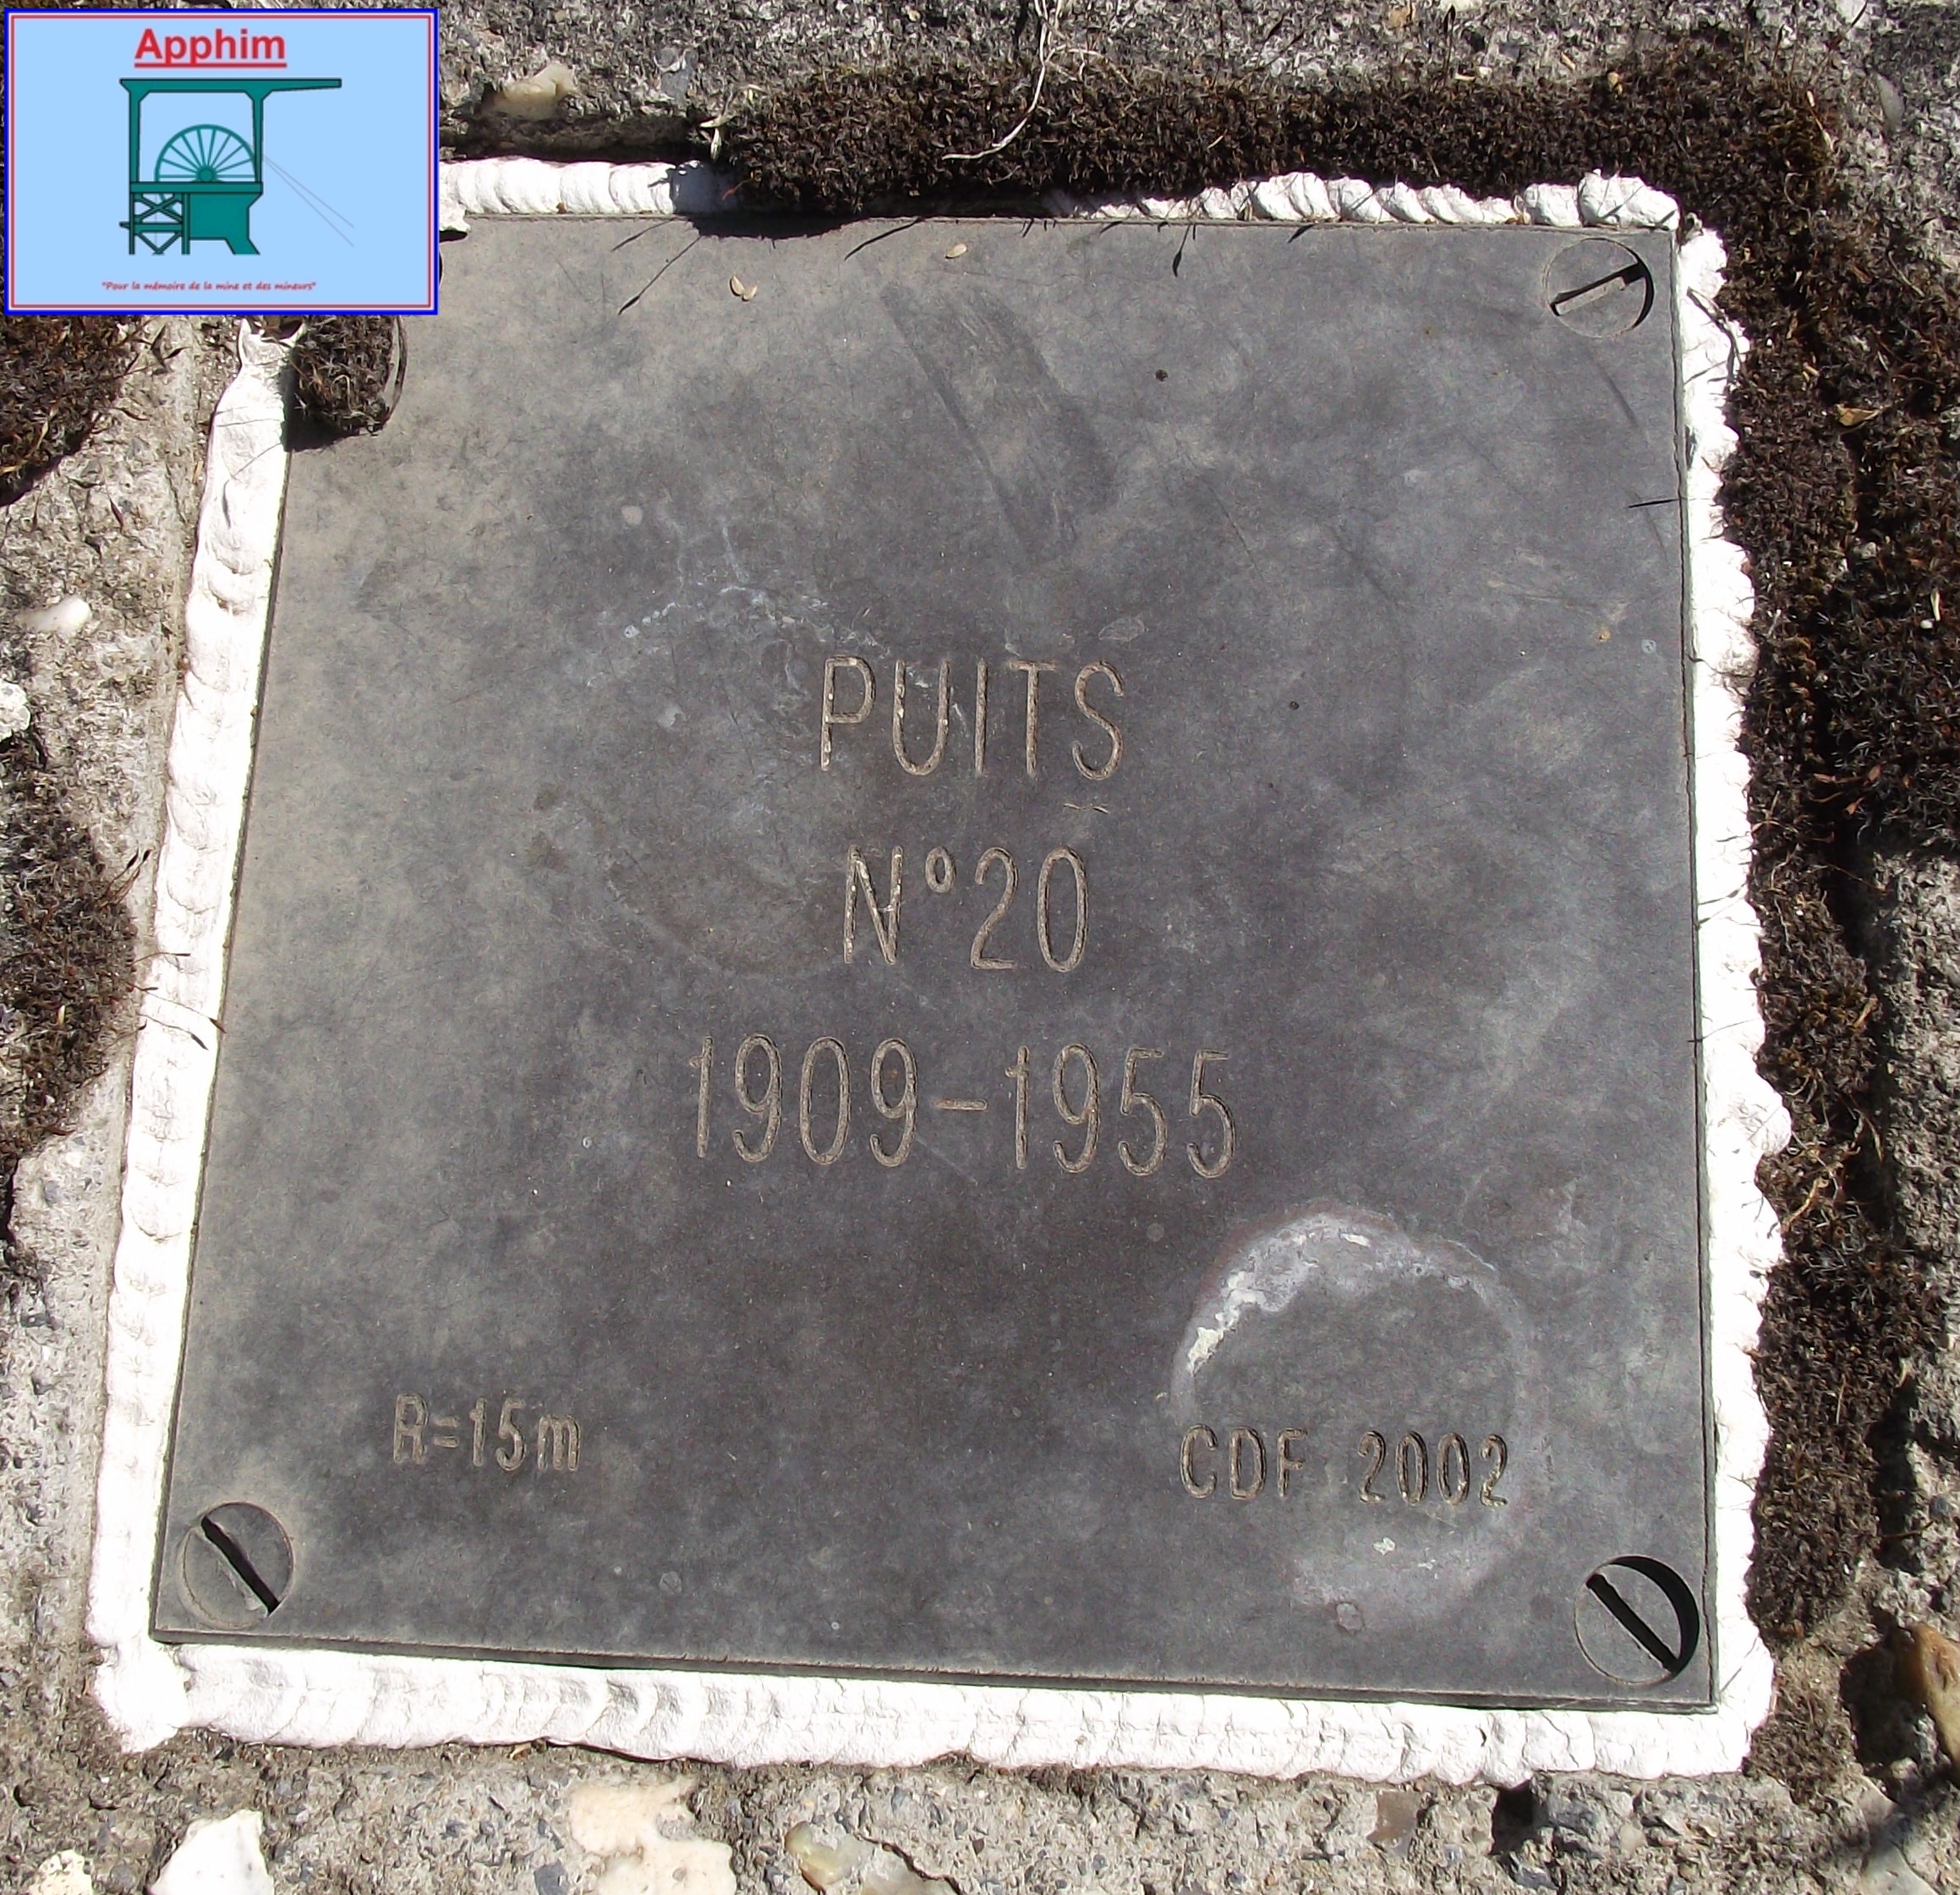 Apphim
"Pour la mémoire de la mine et des mineurs"
PUITS
N°20
1909-1955
R=15m
CDF 2002